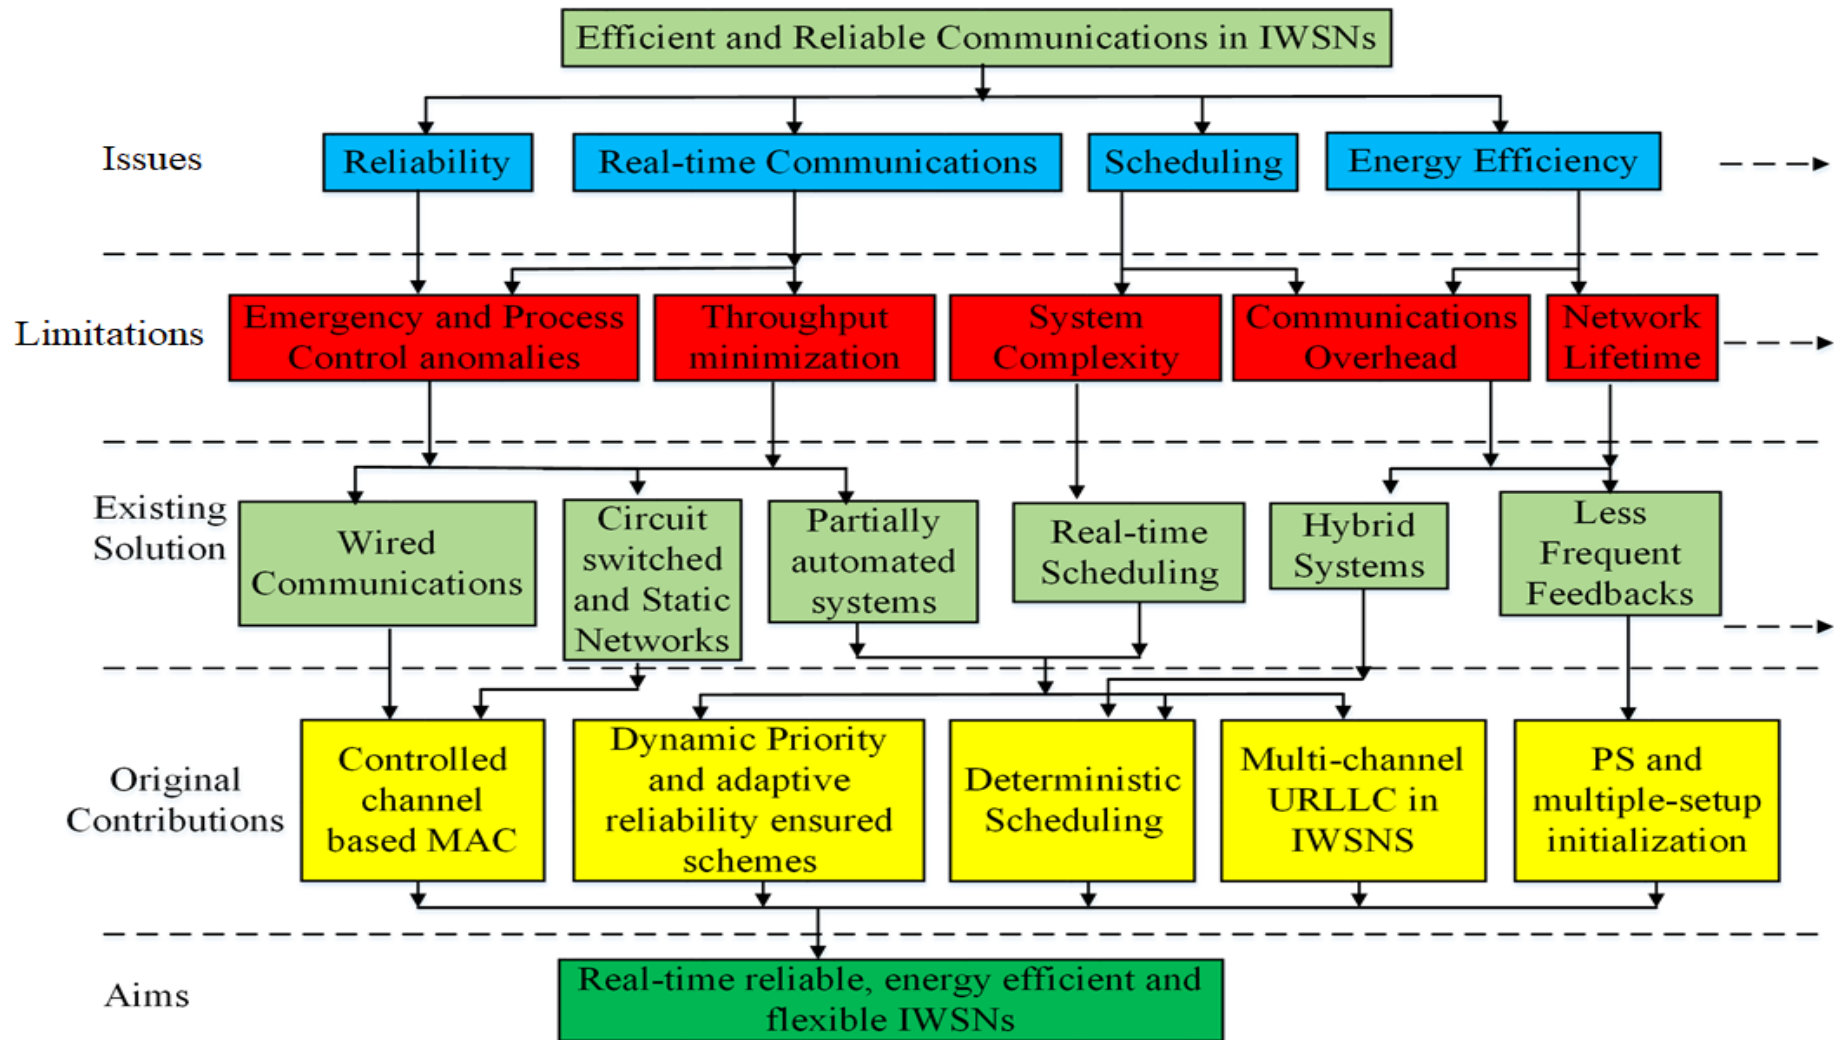 Efficient and Reliable Communications in IWSNs
Issues
Reliability
Real-time Communications
Scheduling
Energy Efficiency
Limitations
Emergency and Process
Control anomalies
Throughput
minimization
System
Complexity
Communications
Overhead
Network
Lifetime
Existing
Solution
Wired
Communications
Circuit
switched
and Static
Networks
Partially
automated
systems
Real-time
Scheduling
Hybrid
Systems
Less
Frequent
Feedbacks
Original
Contributions
Controlled
channel
based MAC
Dynamic Priority
and adaptive
reliability ensured
schemes
Deterministic
Scheduling
Multi-channel
URLLC in
IWSNS
PS and
multiple-setup
initialization
Aims
Real-time reliable, energy efficient and
flexible IWSNs